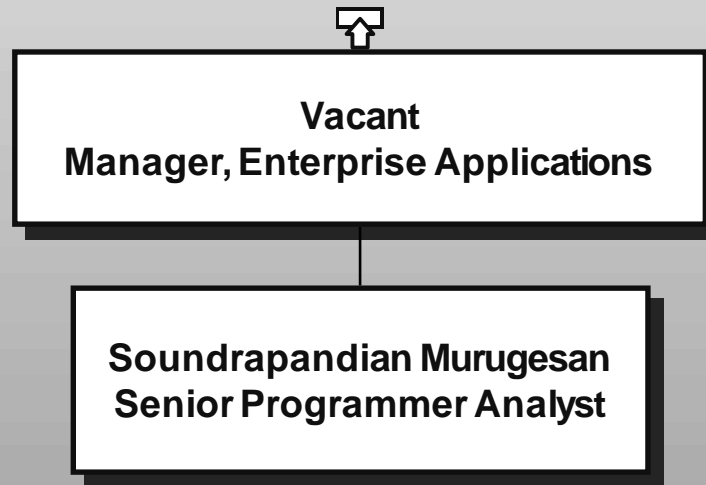 Vacant
Manager, Enterprise Applications
Soundrapandian Murugesan
Senior Programmer Analyst